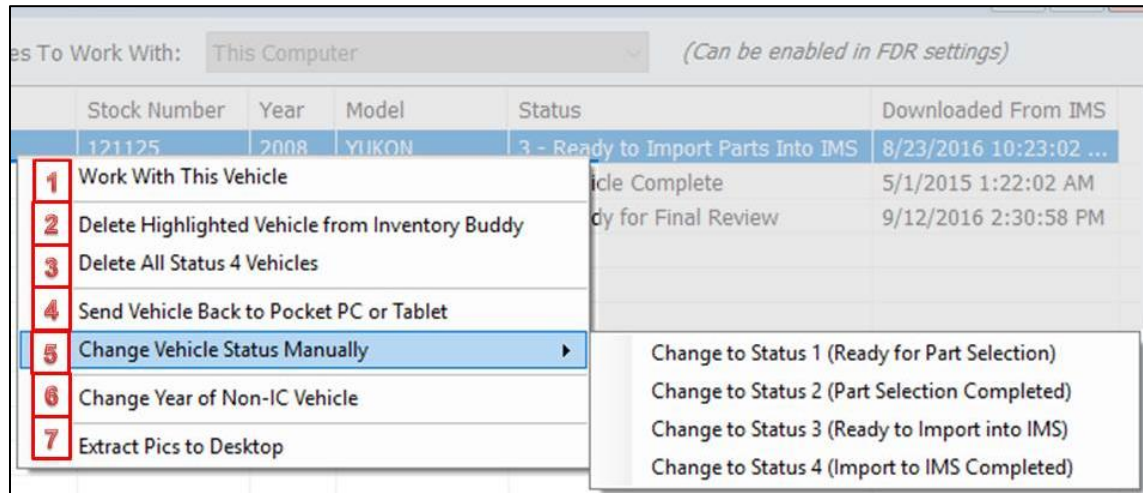 es To Work With: This Computer (Can be enabled in FDR settings)
Stock Number Year Model Status Downloaded From IMS
121125 2008 YUKON 3 - Ready to Import Parts Into IMS 8/23/2016 10:23:02 ...
1 Work With This Vehicle
icle Complete 5/1/2015 1:22:02 AM
2 Delete Highlighted Vehicle from Inventory Buddy
dy for Final Review 9/12/2016 2:30:58 PM
3 Delete All Status 4 Vehicles
4 Send Vehicle Back to Pocket PC or Tablet
5 Change Vehicle Status Manually
Change to Status 1 (Ready for Part Selection)
Change to Status 2 (Part Selection Completed)
Change to Status 3 (Ready to Import into IMS)
Change to Status 4 (Import to IMS Completed)
6 Change Year of Non-IC Vehicle
7 Extract Pics to Desktop